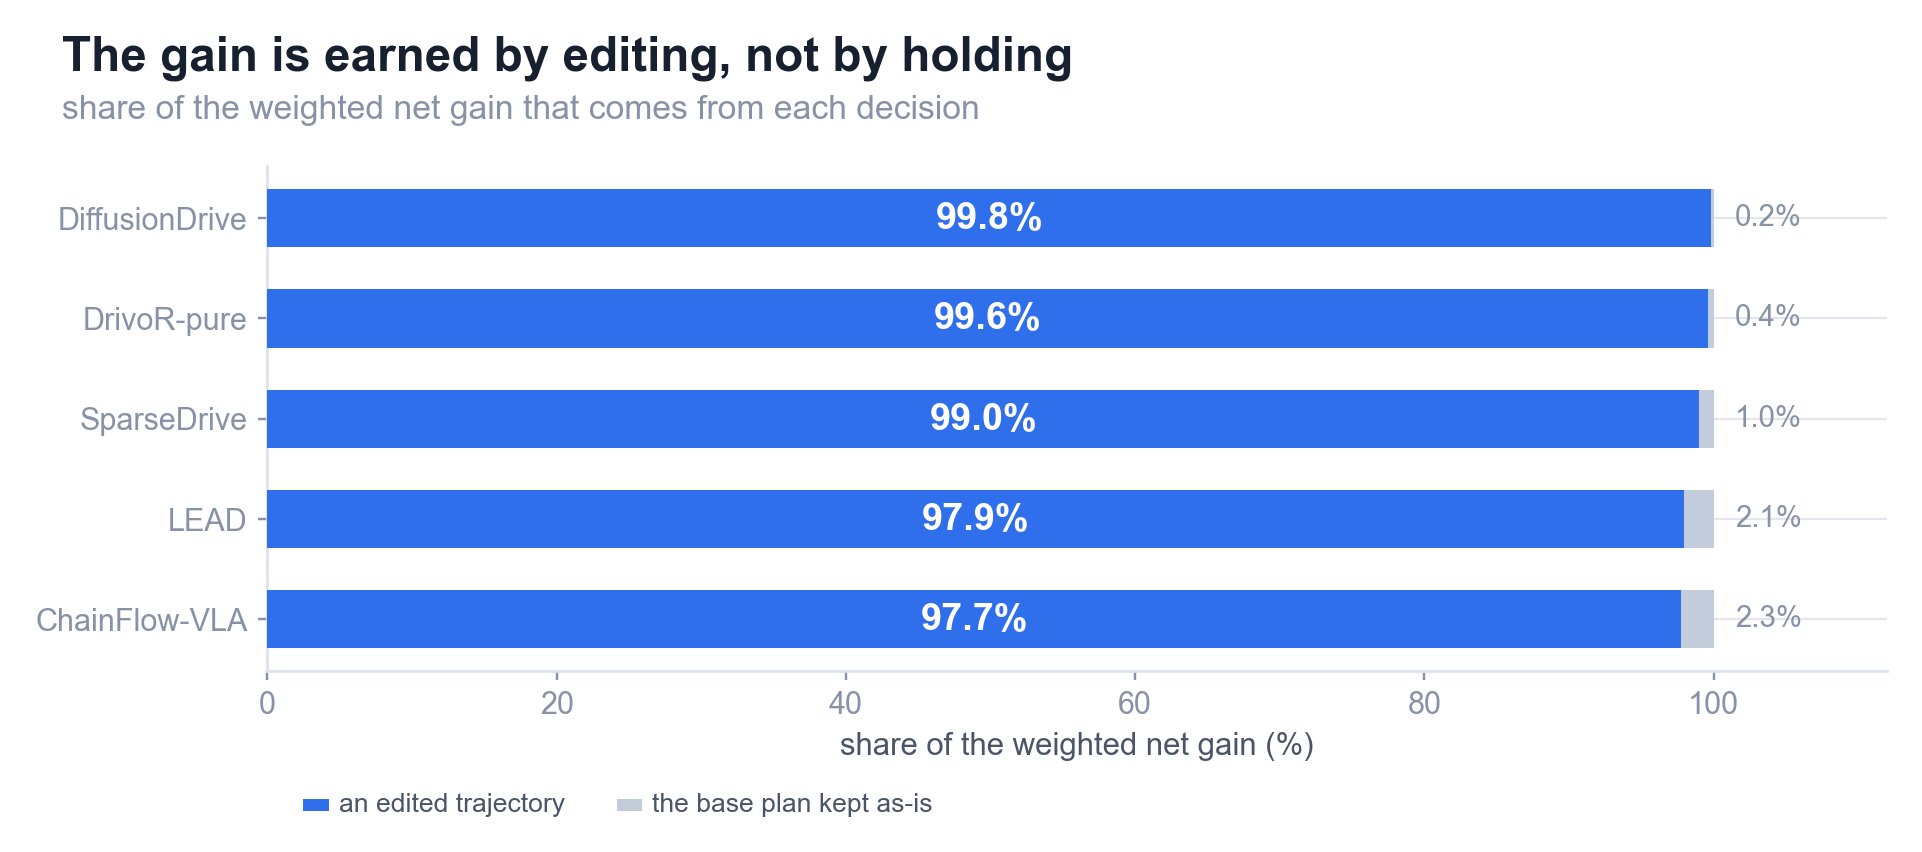 The gain is earned by editing, not by holding
share of the weighted net gain that comes from each decision
DiffusionDrive 99.8% 0.2%
DrivoR-pure 99.6% 0.4%
SparseDrive 99.0% 1.0%
LEAD 97.9% 2.1%
ChainFlow-VLA 97.7% 2.3%
0 20 40 60 80 100
share of the weighted net gain (%)
an edited trajectory the base plan kept as-is